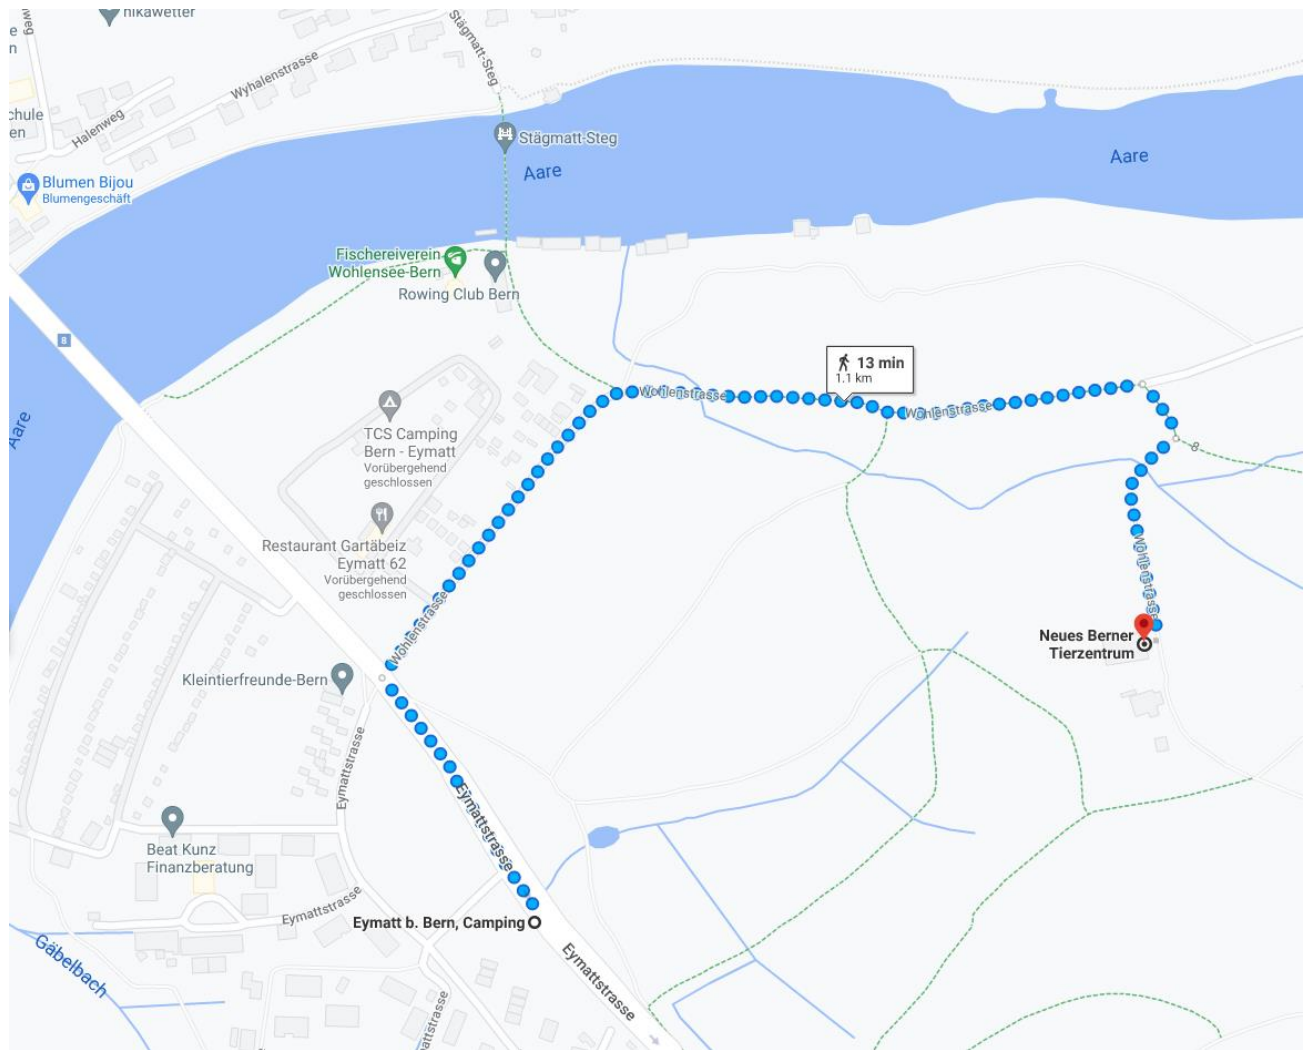 nikawetter
Stägmatt-Steg
Wyhalenstrasse
Halenweg
Stägmatt-Steg
Aare
Aare
Blumen Bijou
Blumengeschäft
Fischereiverein
Wohlensee-Bern
Rowing Club Bern
8
13 min
1.1 km
Wohlenstrasse
Wohlenstrasse
Aare
TCS Camping
Bern - Eymatt
Vorübergehend
geschlossen
8
Restaurant Gartäbeiz
Eymatt 62
Vorübergehend
geschlossen
Wohlenstrasse
Wohlenstrasse
Neues Berner
Tierzentrum
Kleintierfreunde-Bern
Eymattstrasse
Eymattstrasse
Beat Kunz
Finanzberatung
Eymattstrasse
Eymatt b. Bern, Camping
Gäbelbach
Eymattstrasse